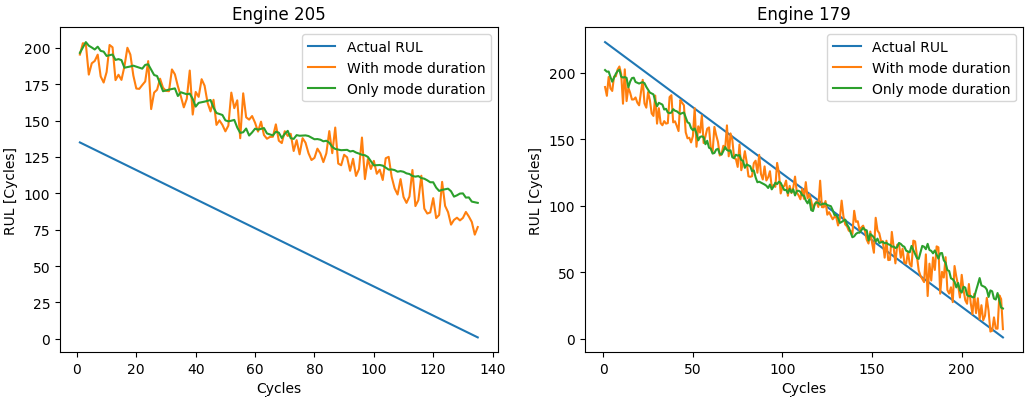 Engine 205
RUL [Cycles]
200
175
150
125
100
75
50
25
0
Actual RUL
With mode duration
Only mode duration
0 20 40 60 80 100 120 140
Cycles
Engine 179
RUL [Cycles]
200
150
100
50
0
Actual RUL
With mode duration
Only mode duration
0 50 100 150 200
Cycles